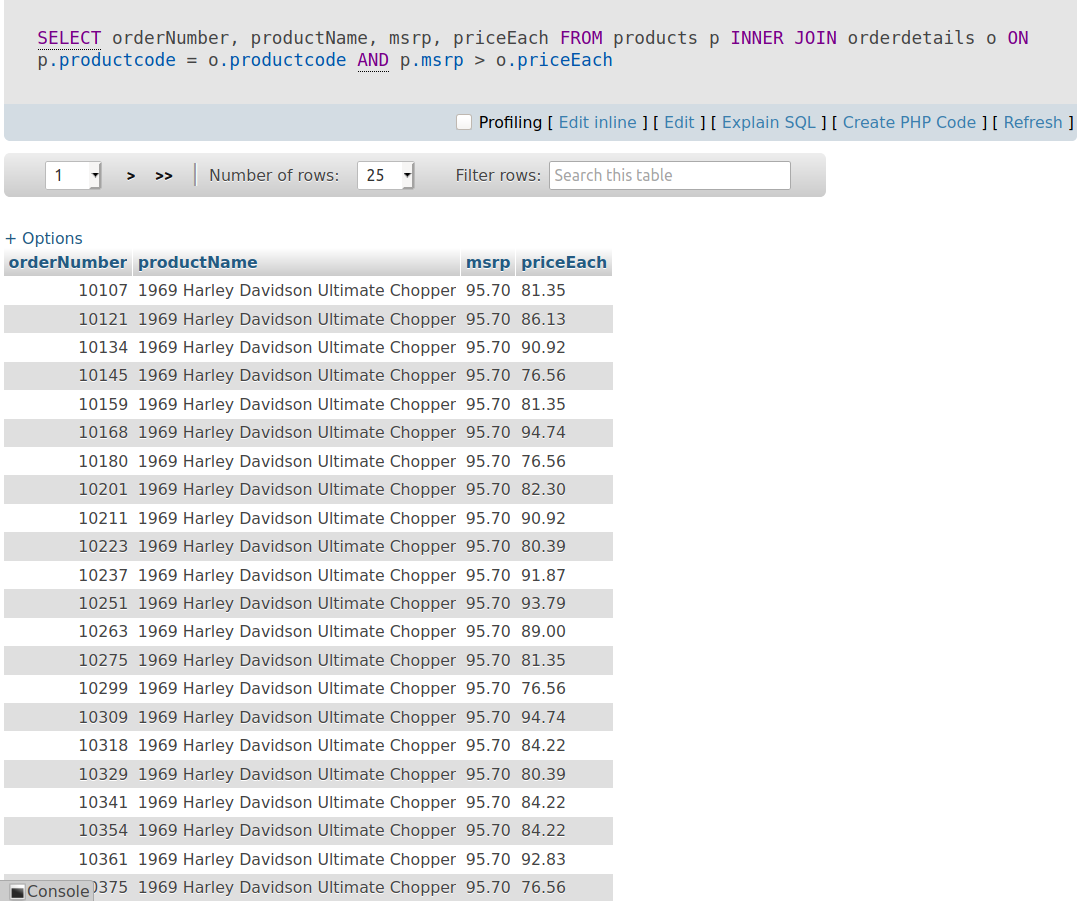 SELECT orderNumber, productName, msrp, priceEach FROM products p INNER JOIN orderdetails o ON
p.productcode = o.productcode AND p.msrp > o.priceEach
Profiling [ Edit inline ] [ Edit ] [ Explain SQL ] [ Create PHP Code ] [ Refresh ]
1 > >> Number of rows: 25 Filter rows: Search this table
+ Options
orderNumber productName msrp priceEach
10107 1969 Harley Davidson Ultimate Chopper 95.70 81.35
10121 1969 Harley Davidson Ultimate Chopper 95.70 86.13
10134 1969 Harley Davidson Ultimate Chopper 95.70 90.92
10145 1969 Harley Davidson Ultimate Chopper 95.70 76.56
10159 1969 Harley Davidson Ultimate Chopper 95.70 81.35
10168 1969 Harley Davidson Ultimate Chopper 95.70 94.74
10180 1969 Harley Davidson Ultimate Chopper 95.70 76.56
10201 1969 Harley Davidson Ultimate Chopper 95.70 82.30
10211 1969 Harley Davidson Ultimate Chopper 95.70 90.92
10223 1969 Harley Davidson Ultimate Chopper 95.70 80.39
10237 1969 Harley Davidson Ultimate Chopper 95.70 91.87
10251 1969 Harley Davidson Ultimate Chopper 95.70 93.79
10263 1969 Harley Davidson Ultimate Chopper 95.70 89.00
10275 1969 Harley Davidson Ultimate Chopper 95.70 81.35
10299 1969 Harley Davidson Ultimate Chopper 95.70 76.56
10309 1969 Harley Davidson Ultimate Chopper 95.70 94.74
10318 1969 Harley Davidson Ultimate Chopper 95.70 84.22
10329 1969 Harley Davidson Ultimate Chopper 95.70 80.39
10341 1969 Harley Davidson Ultimate Chopper 95.70 84.22
10354 1969 Harley Davidson Ultimate Chopper 95.70 84.22
10361 1969 Harley Davidson Ultimate Chopper 95.70 92.83
Console 1969 Harley Davidson Ultimate Chopper 95.70 76.56